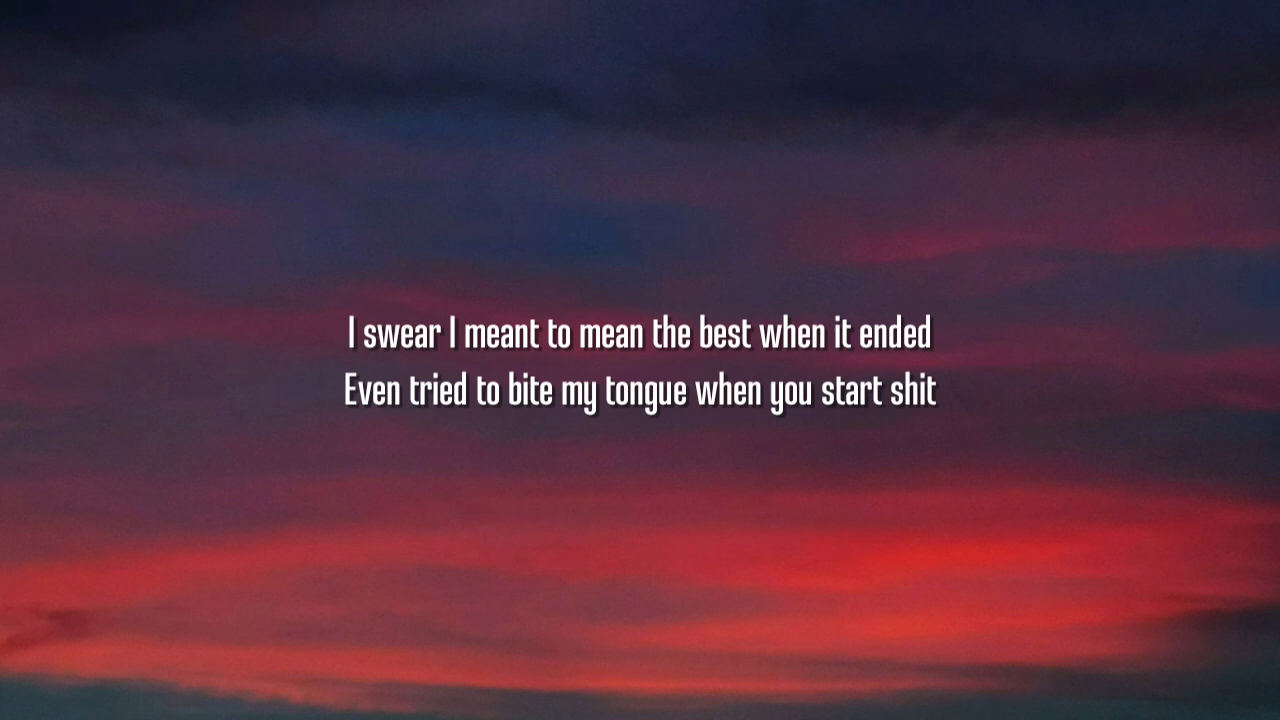 I swear I meant to mean the best when it ended
Even tried to bite my tongue when you start shit